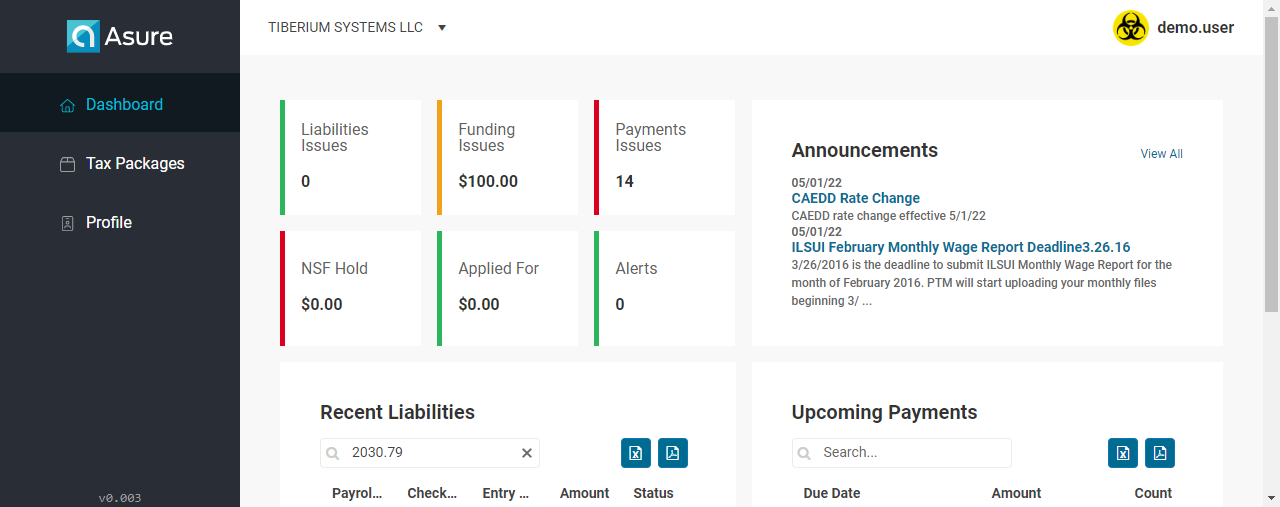 Asure
TIBERIUM SYSTEMS LLC
demo.user
Dashboard
Tax Packages
Profile
v0.003
Liabilities
Issues
0
Funding
Issues
$100.00
Payments
Issues
14
NSF Hold
$0.00
Applied For
$0.00
Alerts
0
Announcements
View All
05/01/22
CAEDD Rate Change
CAEDD rate change effective 5/1/22
05/01/22
ILSUI February Monthly Wage Report Deadline3.26.16
3/26/2016 is the deadline to submit ILSUI Monthly Wage Report for the
month of February 2016. PTM will start uploading your monthly files
beginning 3/ ...
Recent Liabilities
2030.79
Payrol... Check... Entry ... Amount Status
Upcoming Payments
Search...
Due Date Amount Count